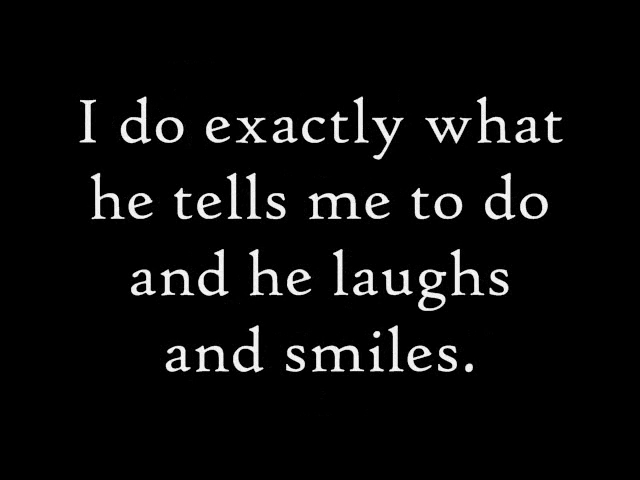 I do exactly what
he tells me to do
and he laughs
and smiles.